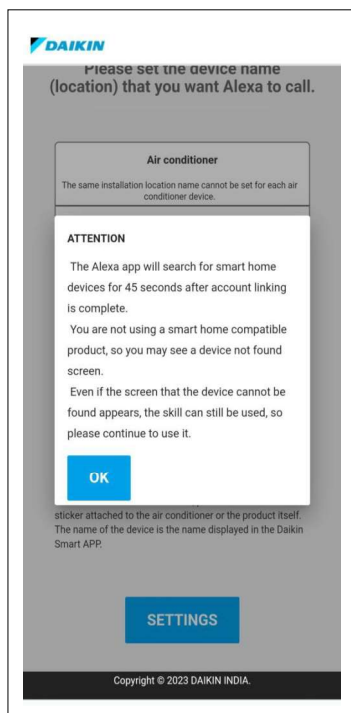 DAIKIN
Please set the device name
(location) that you want Alexa to call.
Air conditioner
The same installation location name cannot be set for each air
conditioner device.
ATTENTION
The Alexa app will search for smart home
devices for 45 seconds after account linking
is complete.
You are not using a smart home compatible
product, so you may see a device not found
screen.
Even if the screen that the device cannot be
found appears, the skill can still be used, so
please continue to use it.
OK
sticker attached to the air conditioner or the product itself.
The name of the device is the name displayed in the Daikin
Smart APP.
SETTINGS
Copyright © 2023 DAIKIN INDIA.